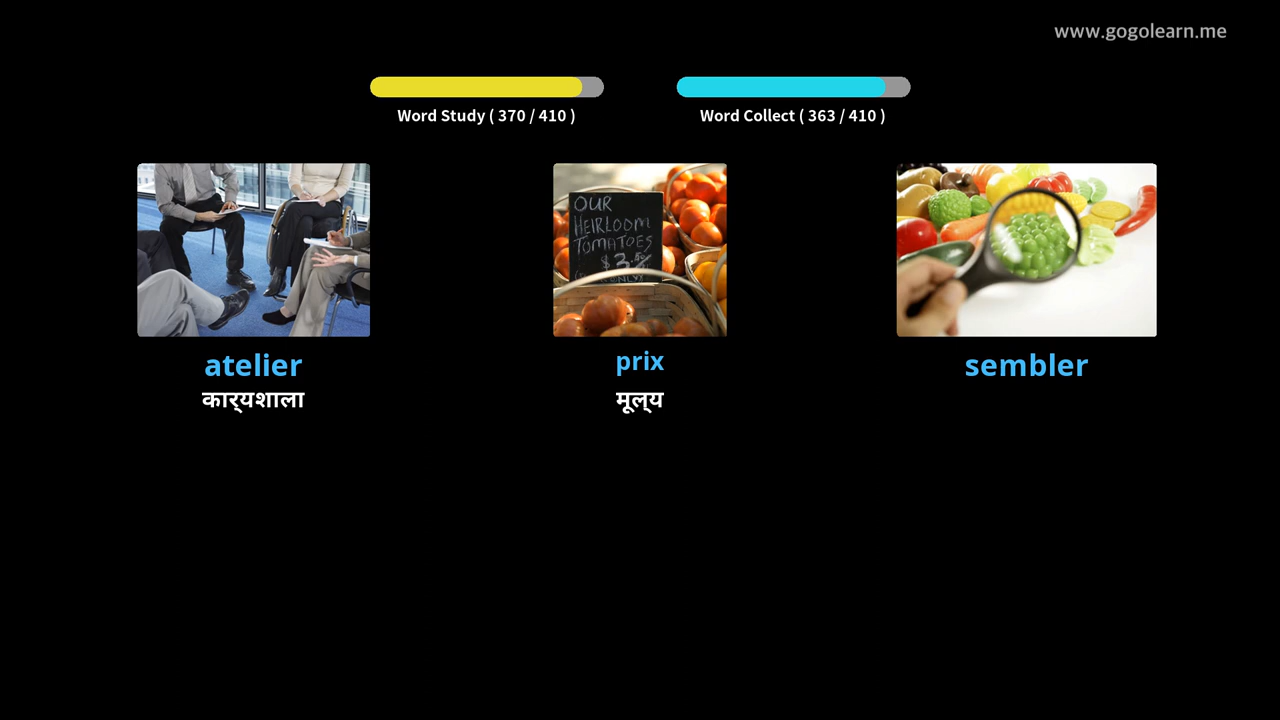 www.gogolearn.me
Word Study ( 370 / 410 )
Word Collect ( 363 / 410 )
OUR
HEIRLOOM
TOMATOES
atelier
prix
sembler
कार्यशाला
मूल्य